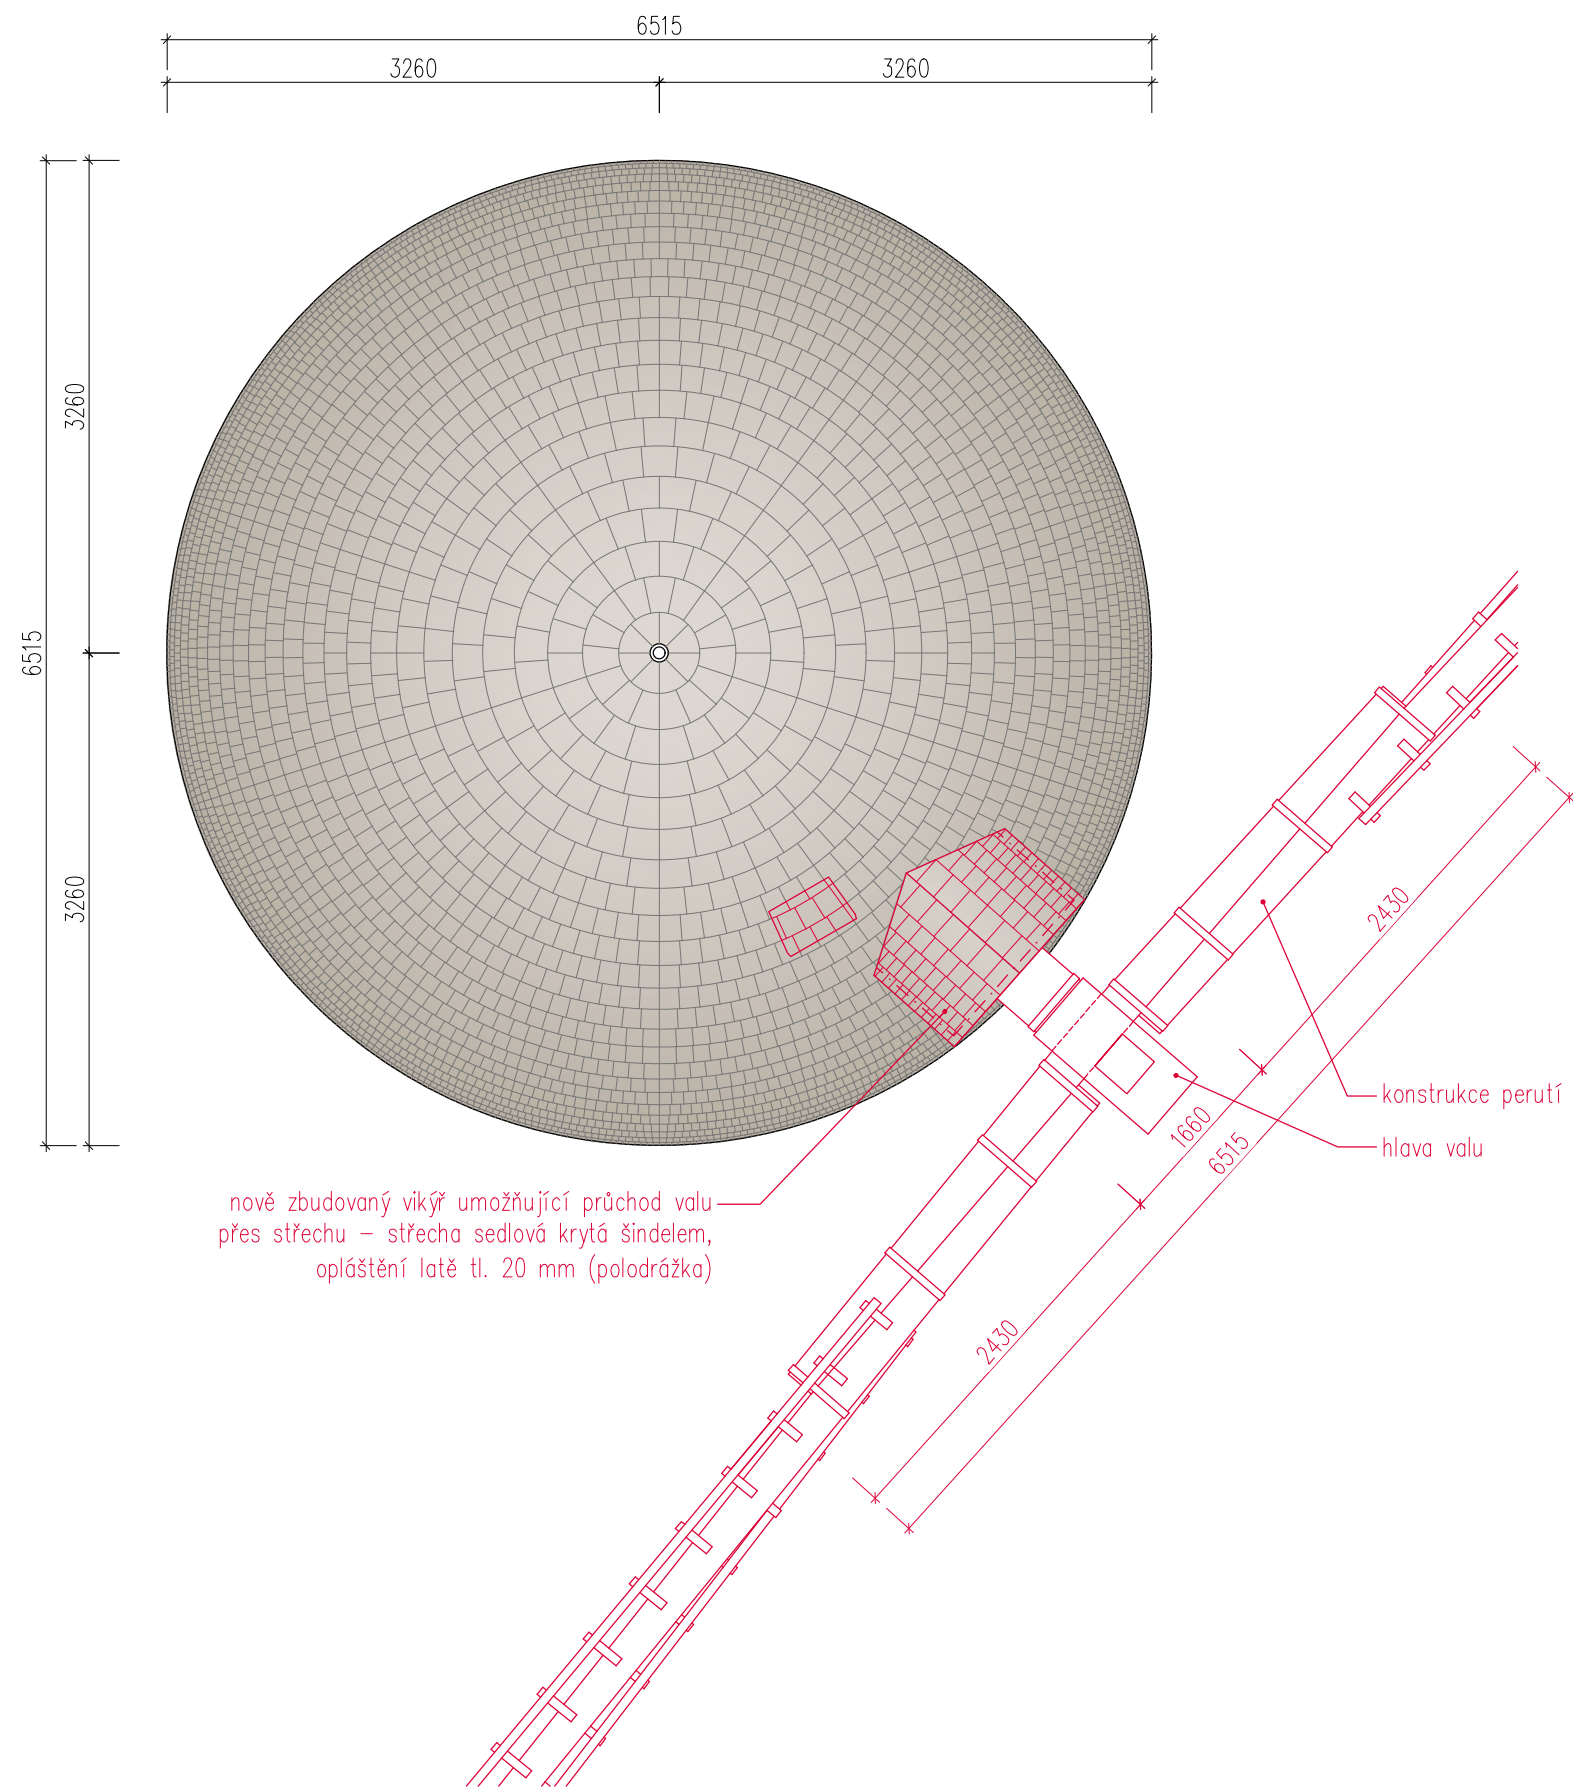 6515
3260
3260
3260
6515
3260
2430
konstrukce perutí
1660
6515
hlava valu
nově zbudovaný vikýř umožňující průchod valu
přes střechu – střecha sedlová krytá šindelem,
opláštění latě tl. 20 mm (polodrážka)
2430